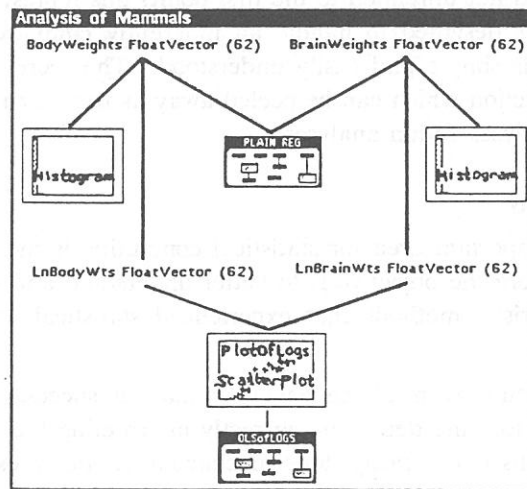 Analysis of Mammals
BodyWeights FloatVector (62)
BrainWeights FloatVector (62)
Histogram
PLAIN REG
Histogram
LnBodyWts FloatVector (62)
LnBrainWts FloatVector (62)
PlotOfLogs
ScatterPlot
OLSofLOGS